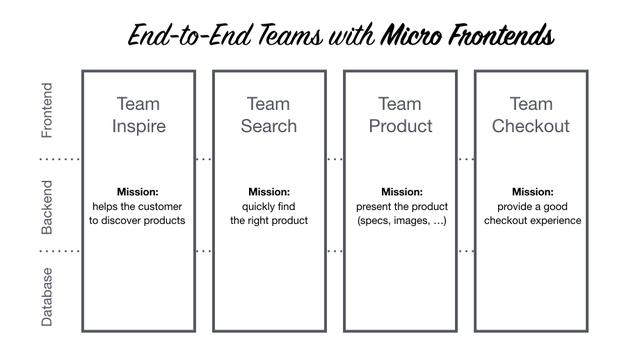 End-to-End Teams with Micro Frontends
Frontend
Backend
Database
Team
Inspire
Mission:
helps the customer
to discover products
Team
Search
Mission:
quickly find
the right product
Team
Product
Mission:
present the product
(specs, images, …)
Team
Checkout
Mission:
provide a good
checkout experience